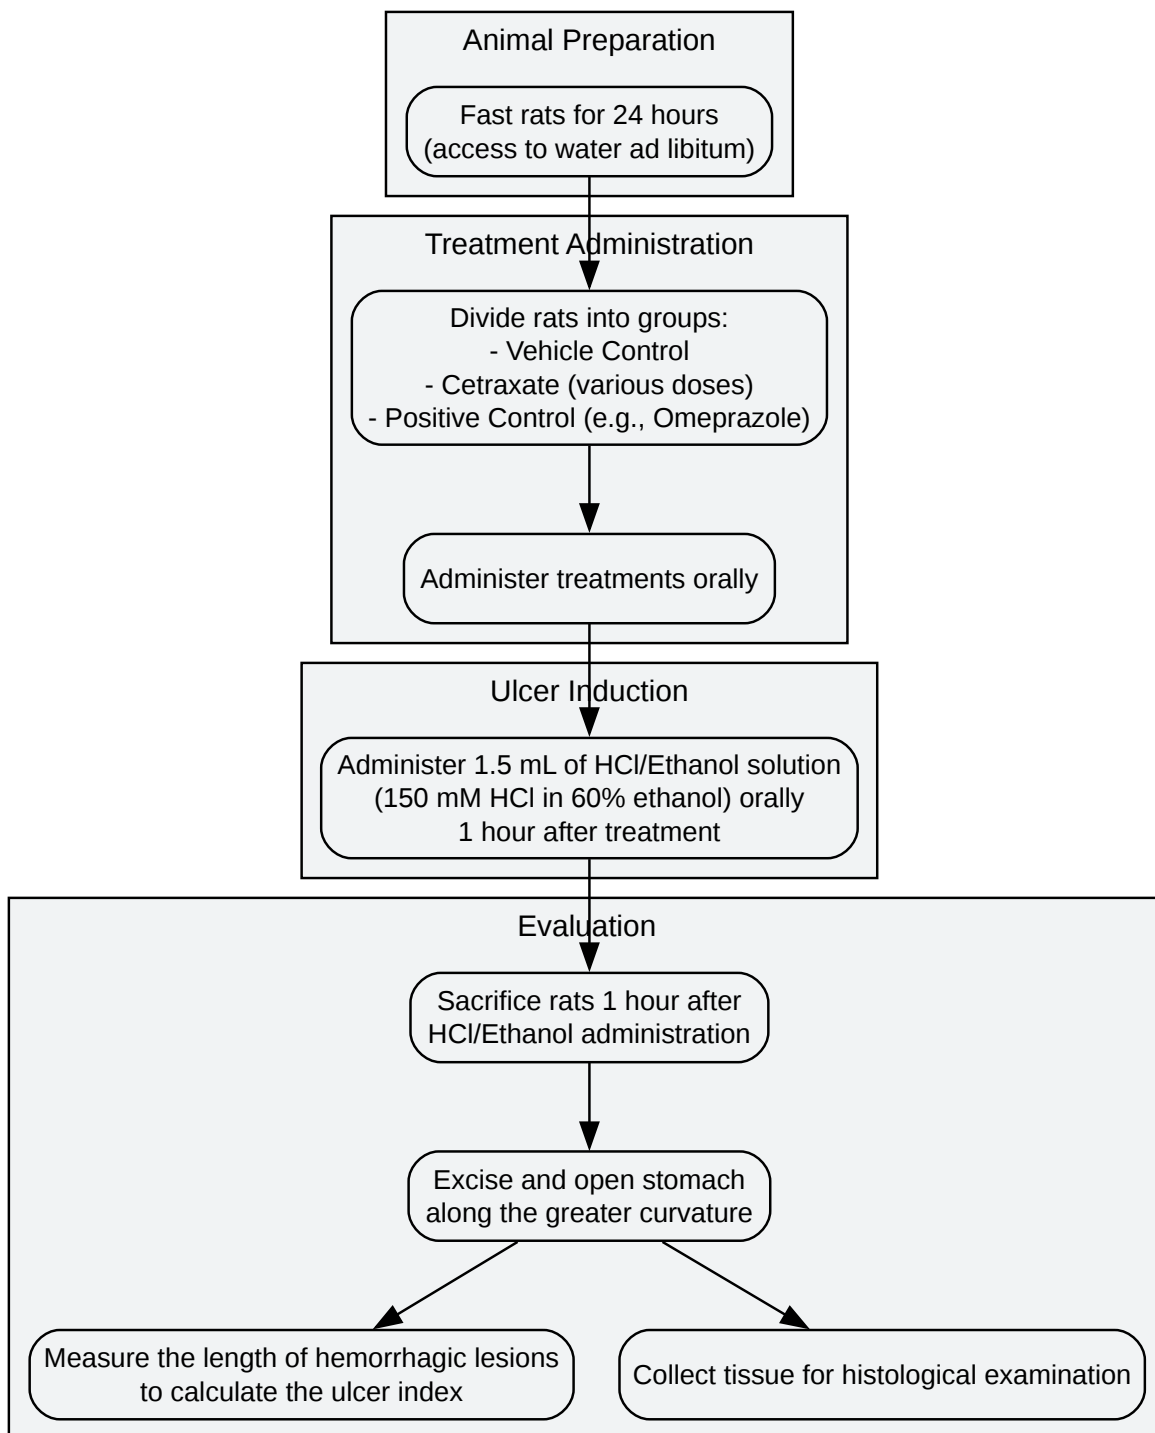 Animal Preparation
Fast rats for 24 hours
(access to water ad libitum)
Treatment Administration
Divide rats into groups:
- Vehicle Control
- Cetraxate (various doses)
- Positive Control (e.g., Omeprazole)
Administer treatments orally
Ulcer Induction
Administer 1.5 mL of HCl/Ethanol solution
(150 mM HCl in 60% ethanol) orally
1 hour after treatment
Evaluation
Sacrifice rats 1 hour after
HCl/Ethanol administration
Excise and open stomach
along the greater curvature
Measure the length of hemorrhagic lesions
to calculate the ulcer index
Collect tissue for histological examination